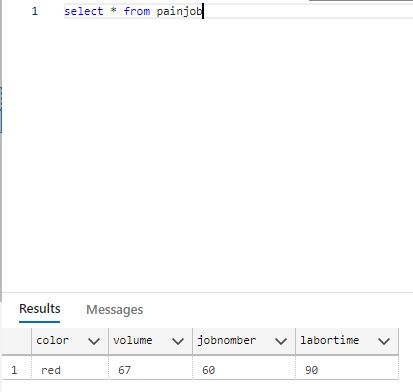 1 select * from painjob
Results Messages
color volume jobnomber labortime
1 red 67 60 90